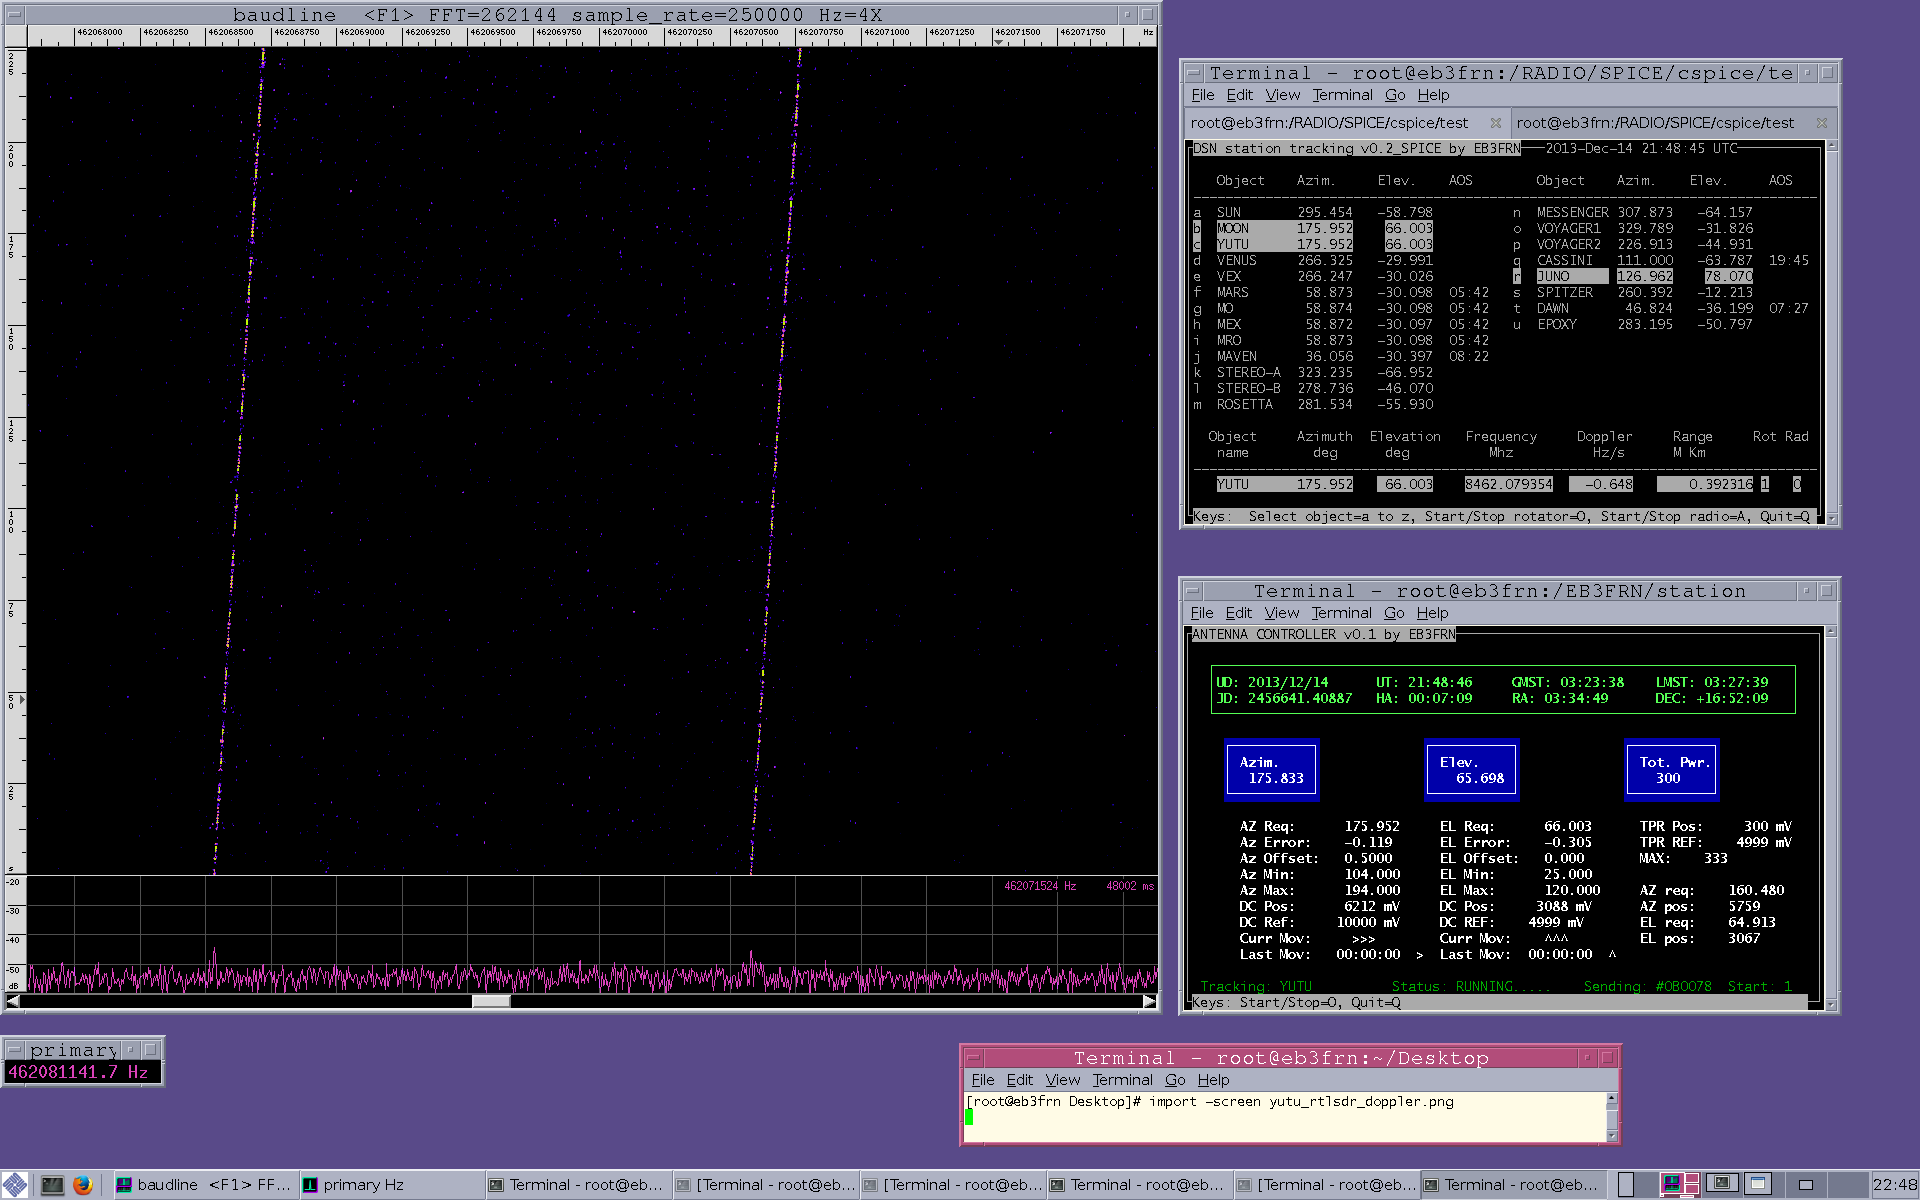 baudline  <F1> FFT=262144 sample_rate=250000 Hz=4X
462068000 462068250 462068500 462068750 462069000 462069250 462069500 462069750 462070000 462070250 462070500 462070750 462071000 462071250 462071500 462071750 Hz
225
200
175
150
125
100
75
50
25
s
-20
462071524 Hz 48002 ms
-30
-40
-50
dB
primary
462081141.7 Hz
Terminal - root@eb3frn:/RADIO/SPICE/cspice/te
File Edit View Terminal Go Help
root@eb3frn:/RADIO/SPICE/cspice/test root@eb3frn:/RADIO/SPICE/cspice/test
DSN station tracking v0.2_SPICE by EB3FRN 2013-Dec-14 21:48:45 UTC
Object Azim. Elev. AOS Object Azim. Elev. AOS
a SUN 295.454 -58.798 n MESSENGER 307.873 -64.157
b MOON 175.952 66.003 o VOYAGER1 329.789 -31.826
c YUTU 175.952 66.003 p VOYAGER2 226.913 -44.931
d VENUS 266.325 -29.991 q CASSINI 111.000 -63.787 19:45
e VEX 266.247 -30.026 r JUNO 126.962 78.070
f MARS 58.873 -30.098 05:42 s SPITZER 260.392 -12.213
g MO 58.874 -30.098 05:42 t DAWN 46.824 -36.199 07:27
h MEX 58.872 -30.097 05:42 u EPOXY 283.195 -50.797
i MRO 58.873 -30.098 05:42
j MAVEN 36.056 -30.397 08:22
k STEREO-A 323.235 -66.952
l STEREO-B 278.736 -46.070
m ROSETTA 281.534 -55.930
Object Azimuth Elevation Frequency Doppler Range Rot Rad
name deg deg Mhz Hz/s M Km
YUTU 175.952 66.003 8462.079354 -0.648 0.392316 1 0
Keys: Select object=a to z, Start/Stop rotator=O, Start/Stop radio=A, Quit=Q
Terminal - root@eb3frn:/EB3FRN/station
File Edit View Terminal Go Help
ANTENNA CONTROLLER v0.1 by EB3FRN
UD: 2013/12/14 UT: 21:48:46 GMST: 03:23:38 LMST: 03:27:39
JD: 2456641.40887 HA: 00:07:09 RA: 03:34:49 DEC: +16:52:09
Azim. Elev. Tot. Pwr.
175.833 65.698 300
AZ Req: 175.952 EL Req: 66.003 TPR Pos: 300 mV
Az Error: -0.119 EL Error: -0.305 TPR REF: 4999 mV
Az Offset: 0.5000 EL Offset: 0.000 MAX: 333
Az Min: 104.000 EL Min: 25.000
Az Max: 194.000 EL Max: 120.000 AZ req: 160.480
DC Pos: 6212 mV DC Pos: 3088 mV AZ pos: 5759
DC Ref: 10000 mV DC REF: 4999 mV EL req: 64.913
Curr Mov: >>> Curr Mov: ^^^ EL pos: 3067
Last Mov: 00:00:00 > Last Mov: 00:00:00 ^
Tracking: YUTU Status: RUNNING..... Sending: #0B0078 Start: 1
Keys: Start/Stop=O, Quit=Q
Terminal - root@eb3frn:~/Desktop
File Edit View Terminal Go Help
[root@eb3frn Desktop]# import -screen yutu_rtlsdr_doppler.png
baudline  <F1> FF... primary Hz Terminal - root@eb... [Terminal - root@eb... [Terminal - root@eb... Terminal - root@eb... [Terminal - root@eb... Terminal - root@eb... 22:48